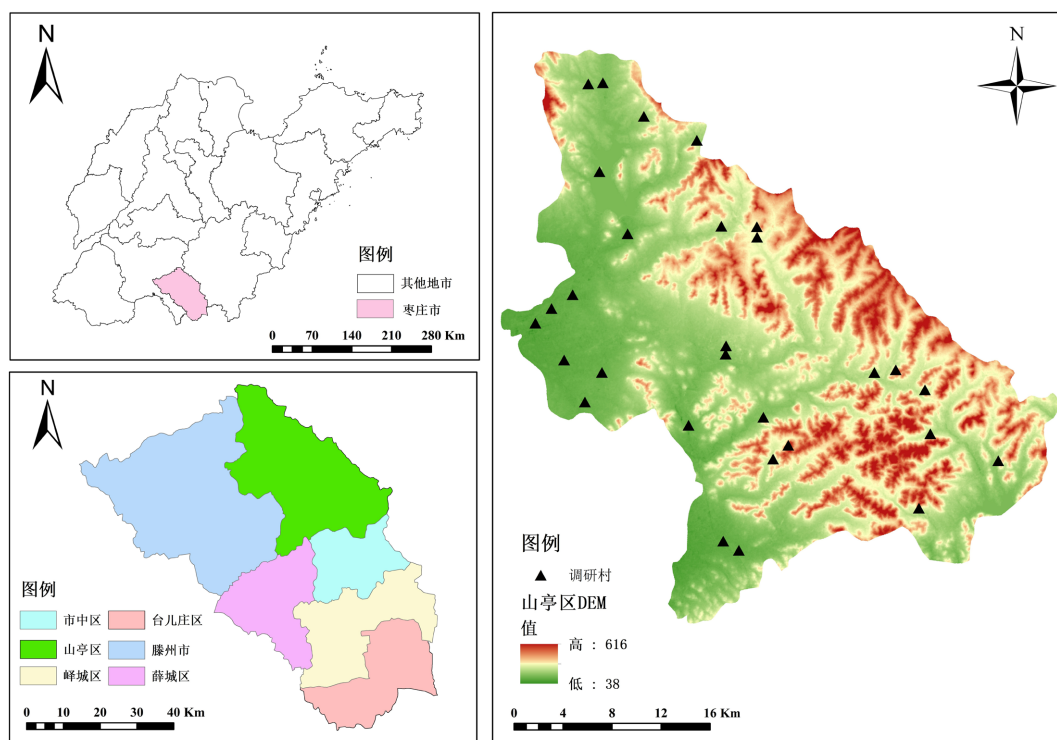 N
图例
其他地市
枣庄市
0 70 140 210 280 Km
N
图例
市中区 台儿庄区
山亭区 滕州市
峄城区 薛城区
0 10 20 30 40 Km
N
图例
调研村
山亭区DEM
值
高 : 616
低 : 38
0 4 8 12 16 Km